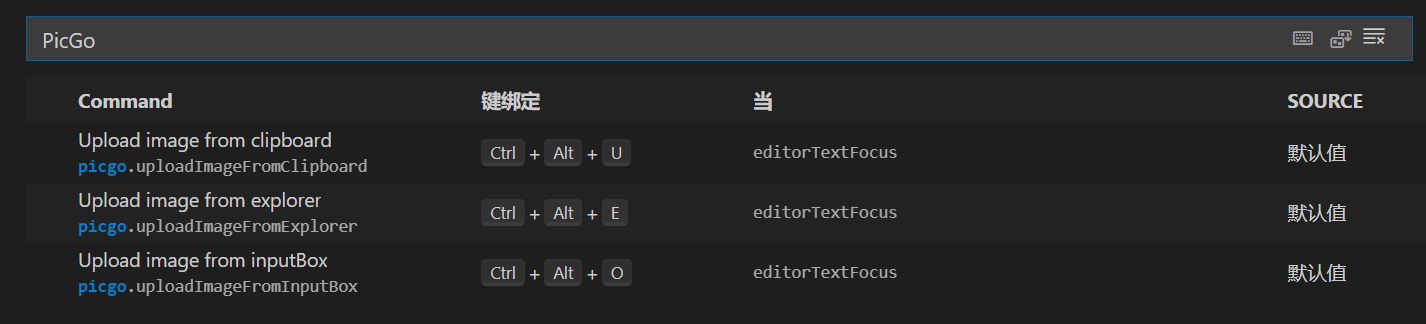 PicGo
Command 键绑定 当 SOURCE
Upload image from clipboard
picgo.uploadImageFromClipboard Ctrl + Alt + U editorTextFocus 默认值
Upload image from explorer
picgo.uploadImageFromExplorer Ctrl + Alt + E editorTextFocus 默认值
Upload image from inputBox
picgo.uploadImageFromInputBox Ctrl + Alt + O editorTextFocus 默认值